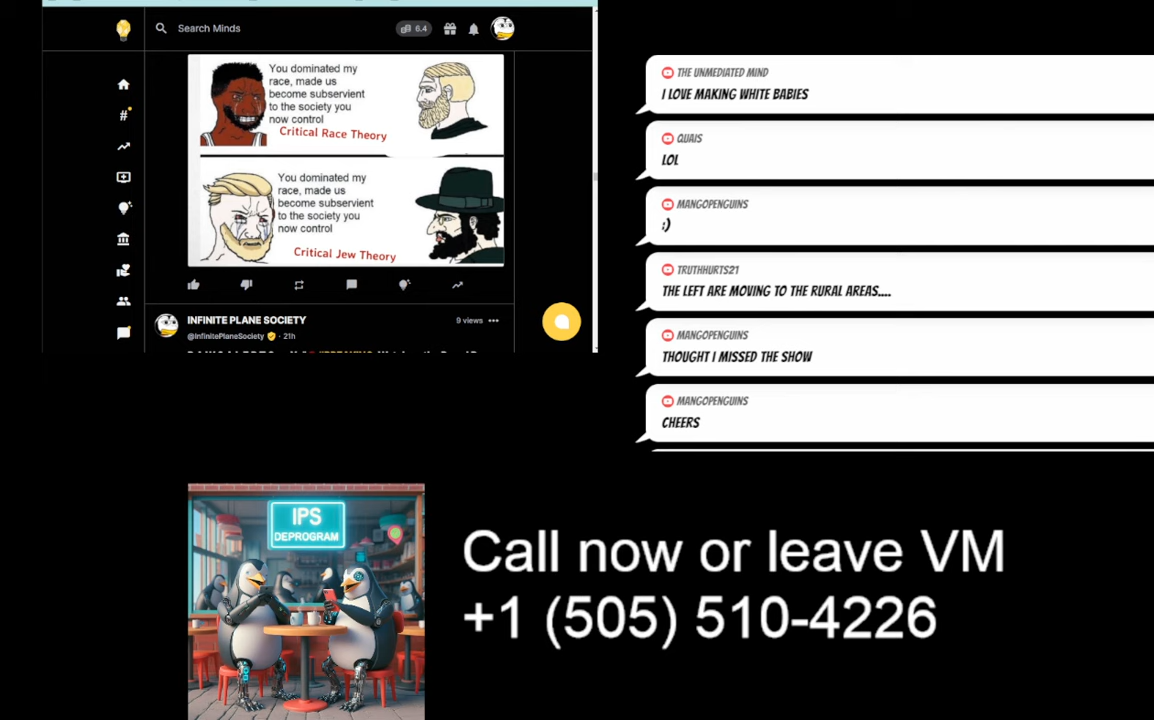 Search Minds
6.4
You dominated my
race, made us
become subservient
to the society you
now control
Critical Race Theory
You dominated my
race, made us
become subservient
to the society you
now control
Critical Jew Theory
INFINITE PLANE SOCIETY
9 views
@InfinitePlaneSociety · 21h
THE UNMEDIATED MIND
I LOVE MAKING WHITE BABIES
QUAIS
LOL
MANGOPENGUINS
:)
TRUTHHURTS21
THE LEFT ARE MOVING TO THE RURAL AREAS....
MANGOPENGUINS
THOUGHT I MISSED THE SHOW
MANGOPENGUINS
CHEERS
IPS
DEPROGRAM
Call now or leave VM
+1 (505) 510-4226